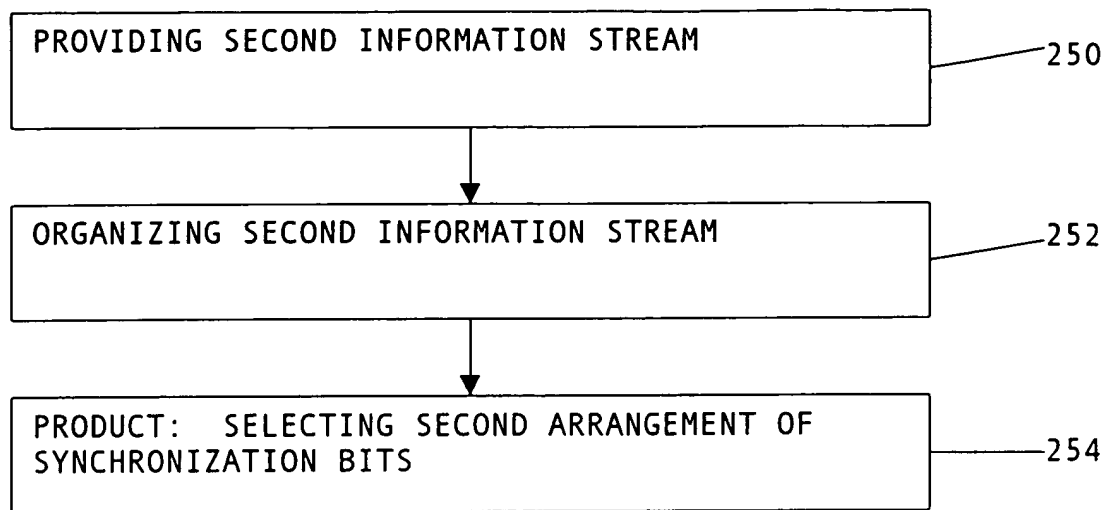 PROVIDING SECOND INFORMATION STREAM
250
ORGANIZING SECOND INFORMATION STREAM
252
PRODUCT: SELECTING SECOND ARRANGEMENT OF
SYNCHRONIZATION BITS
254